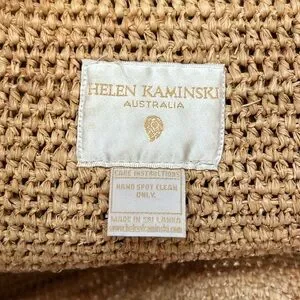 HELEN KAMINSKI
AUSTRALIA
CARE INSTRUCTIONS
HAND SPOT CLEAN
ONLY.
MADE IN SRI LANKA
www.helenkaminski.com